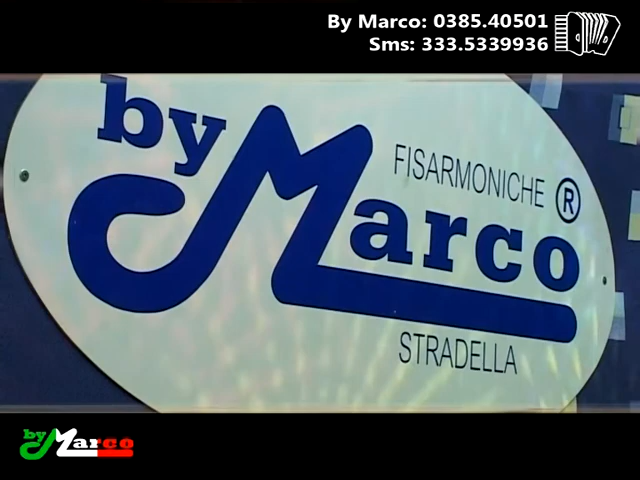 By Marco: 0385.40501
Sms: 333.5339936
by
Marco
FISARMONICHE ®
STRADELLA
by Marco